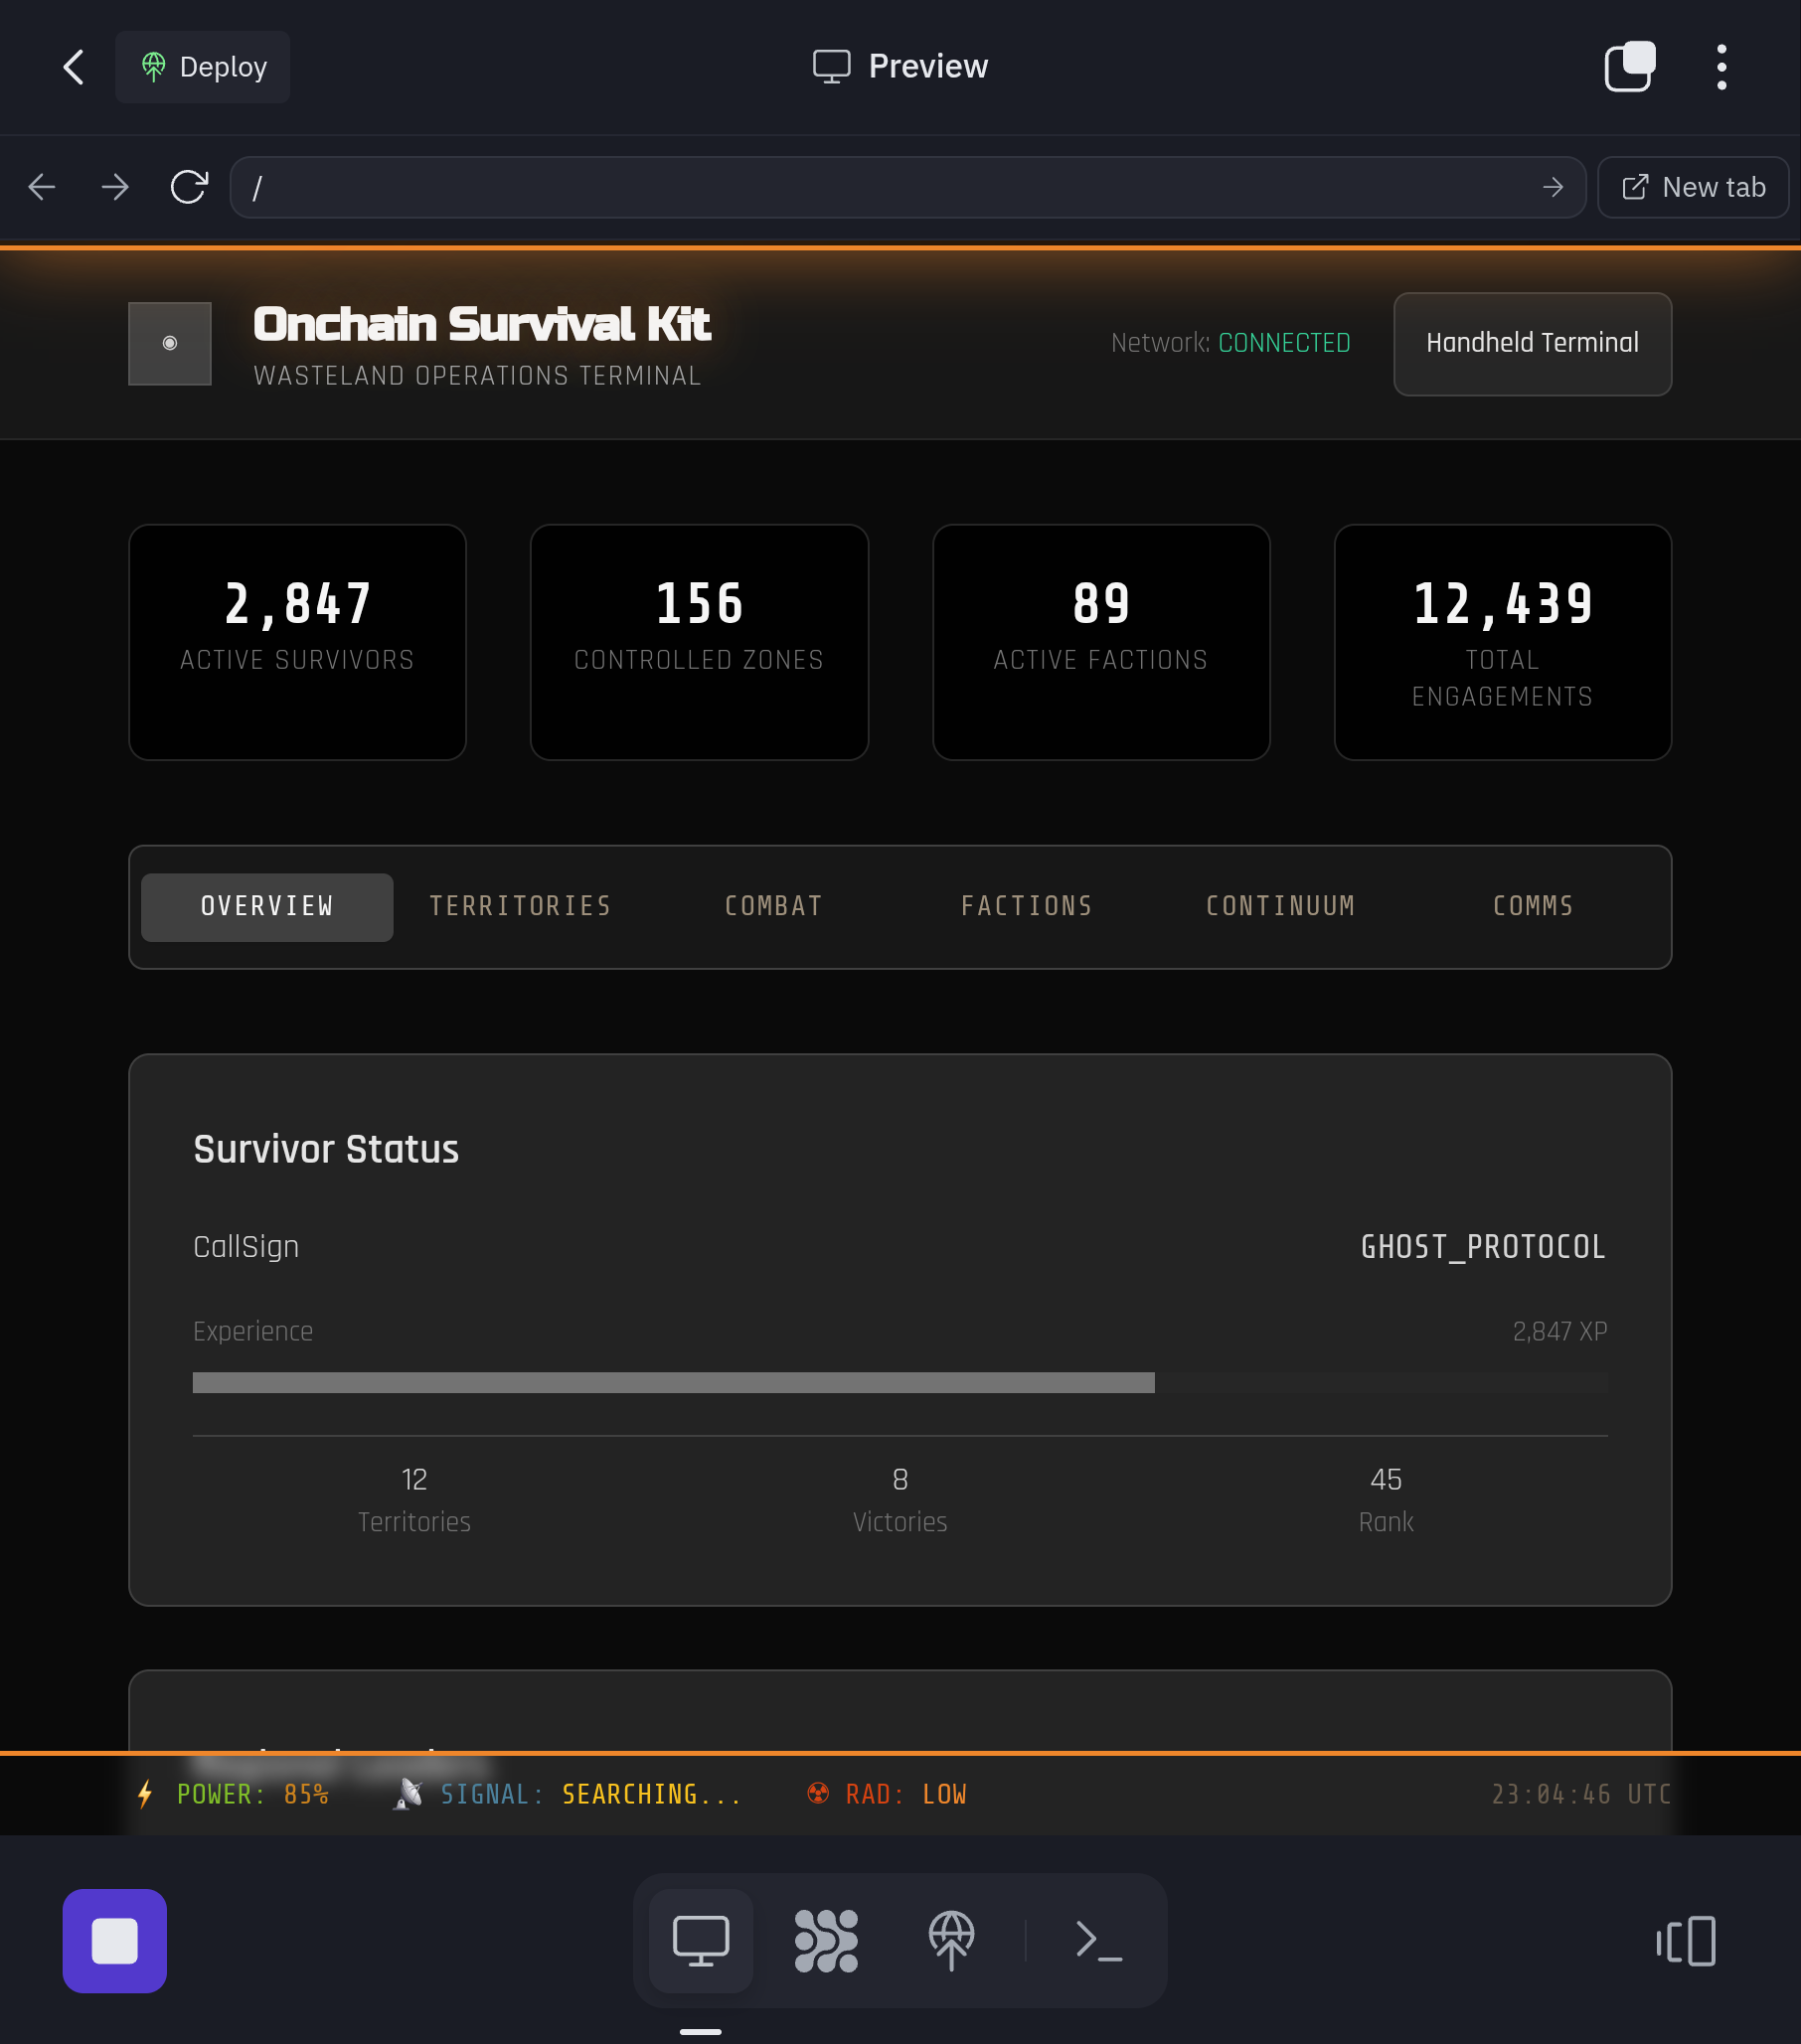 Deploy
Preview
/
New tab
Onchain Survival Kit
WASTELAND OPERATIONS TERMINAL
Network: CONNECTED
Handheld Terminal
2,847
ACTIVE SURVIVORS
156
CONTROLLED ZONES
89
ACTIVE FACTIONS
12,439
TOTAL
ENGAGEMENTS
OVERVIEW
TERRITORIES
COMBAT
FACTIONS
CONTINUUM
COMMS
Survivor Status
CallSign
GHOST_PROTOCOL
Experience
2,847 XP
12
Territories
8
Victories
45
Rank
POWER: 85%
SIGNAL: SEARCHING...
RAD: LOW
23:04:46 UTC